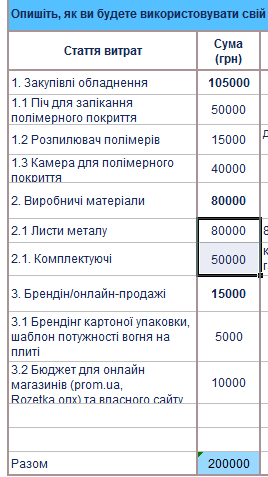 Опишіть, як ви будете використовувати свій
Стаття витрат
Сума
(грн)
1. Закупівлі обладнення
105000
1.1 Піч для запікання
полімерного покриття
50000
1.2 Розпилювач полімерів
15000
1.3 Камера для полімерного
покриття
40000
2. Виробничі матеріали
80000
2.1 Листи металу
80000
2.1. Комплектуючі
50000
3. Брендін/онлайн-продажі
15000
3.1 Брендінг картоної упаковки,
шаблон потужності вогня на
плиті
5000
3.2 Бюджет для онлайн
магазинів (prom.ua,
Rozetka.олх) та власного сайту
10000
Разом
200000